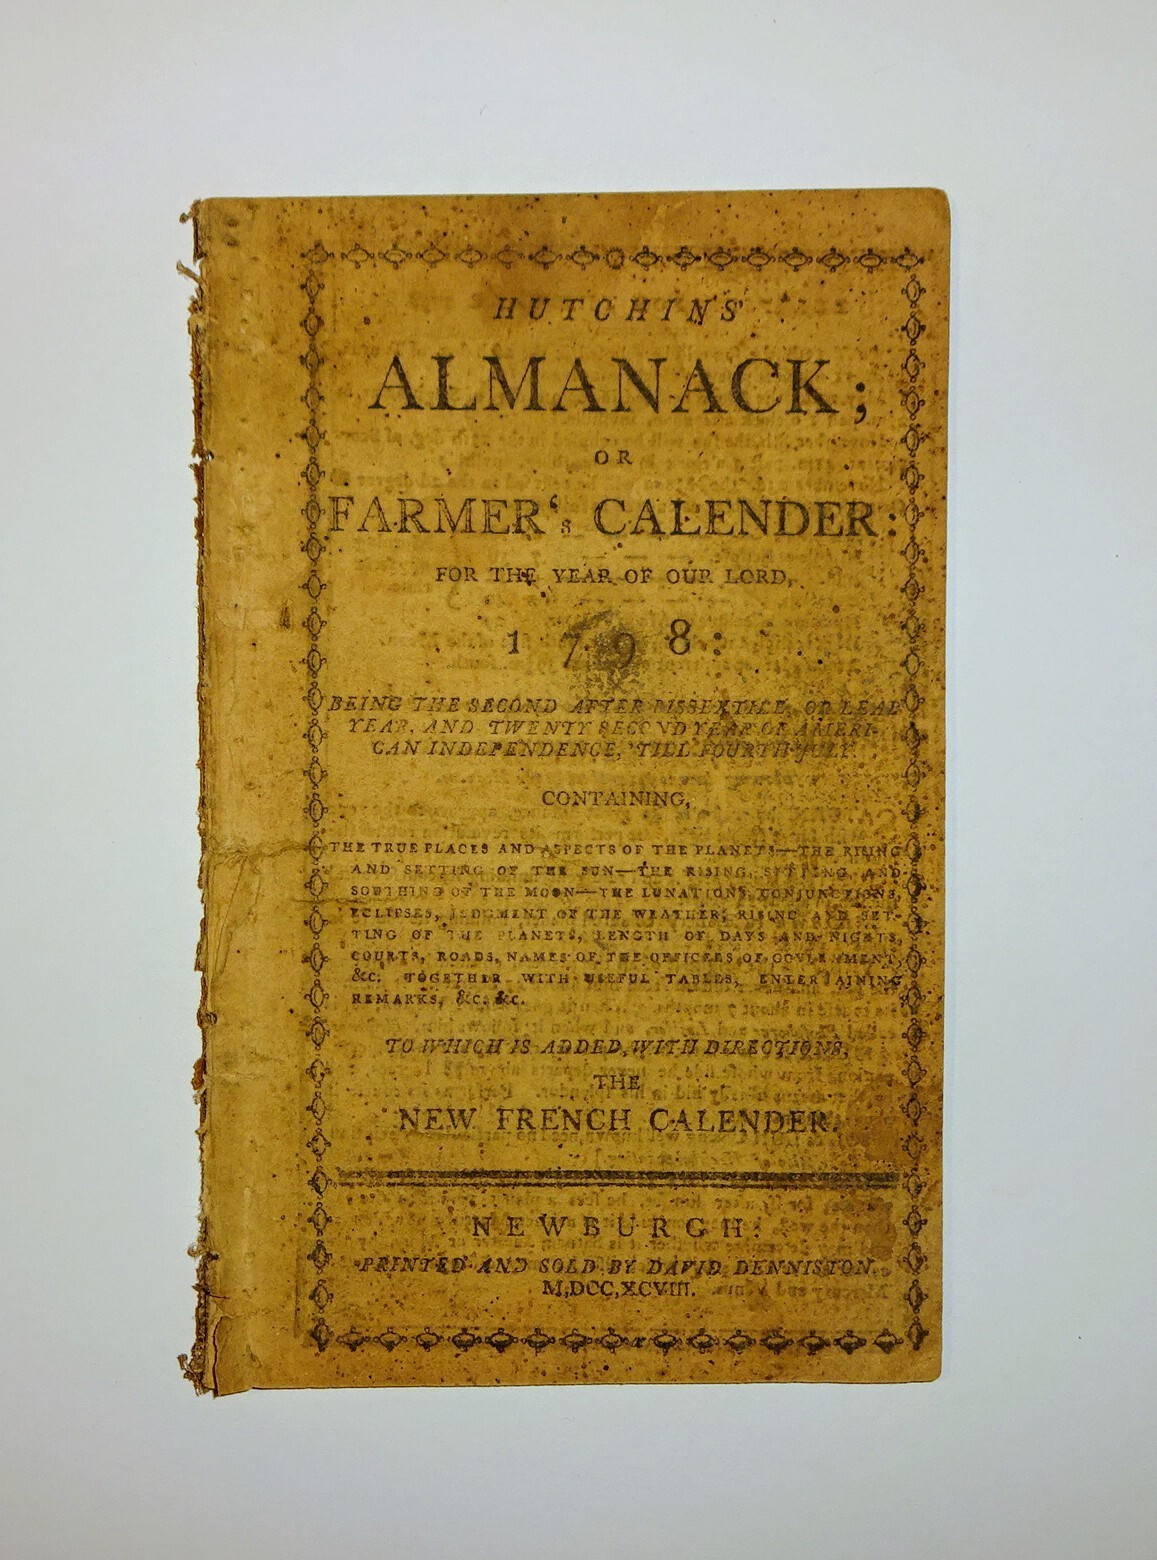 HUTCHINS'
ALMANACK;
OR
FARMER's CALENDER:
FOR THE YEAR OF OUR LORD,
1798:
BEING THE SECOND AFTER BISSEXTILE, OR LEAP
YEAR, AND TWENTY SECOND YEAR OF AMERI-
CAN INDEPENDENCE, 'TILL FOURTH JULY.
CONTAINING,
THE TRUE PLACES AND ASPECTS OF THE PLANETS—THE RISING
AND SETTING OF THE SUN—THE RISING, SETTING, AND
SOUTHING OF THE MOON—THE LUNATIONS, CONJUNCTIONS,
ECLIPSES, JUDGMENT OF THE WEATHER, RISING AND SET-
TING OF THE PLANETS, LENGTH OF DAYS AND NIGHTS,
COURTS, ROADS, NAMES OF THE OFFICERS OF GOVERNMENT,
&c. TOGETHER WITH USEFUL TABLES, ENTERTAINING
REMARKS, &c. &c.
TO WHICH IS ADDED, WITH DIRECTIONS,
THE
NEW FRENCH CALENDER.
NEWBURGH:
PRINTED AND SOLD BY DAVID DENNISTON.
M,DCC,XCVIII.